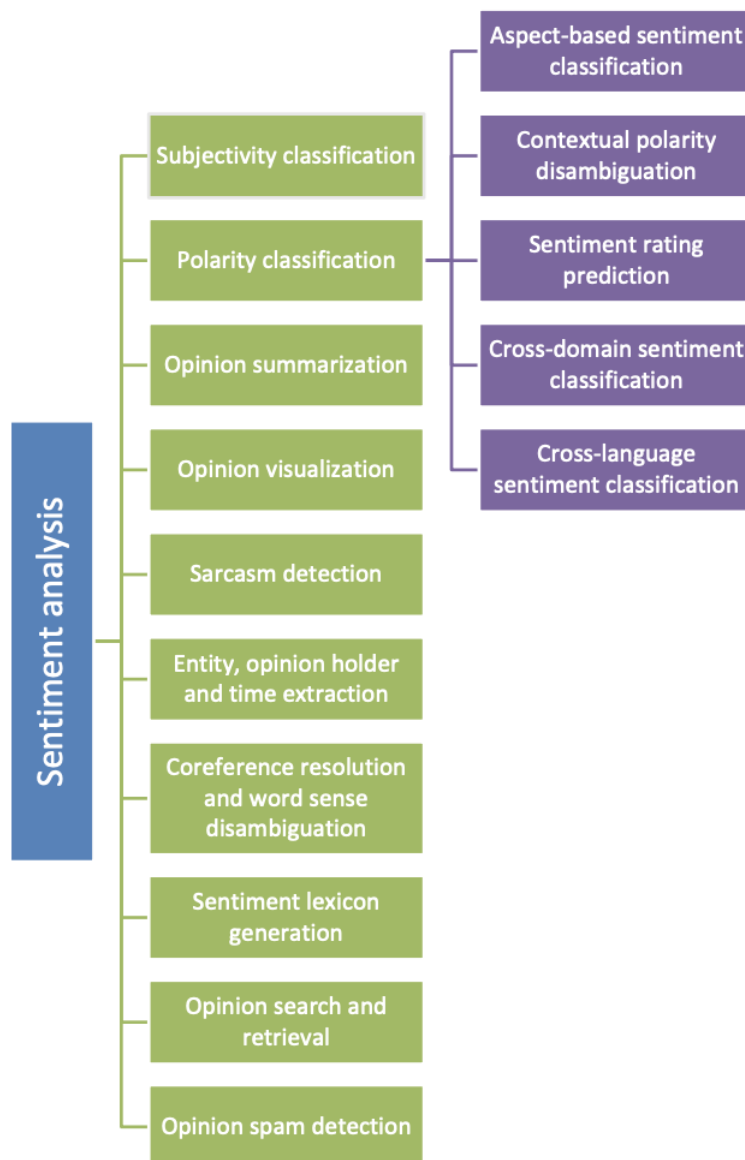 Sentiment analysis
Subjectivity classification
Polarity classification
Opinion summarization
Opinion visualization
Sarcasm detection
Entity, opinion holder
and time extraction
Coreference resolution
and word sense
disambiguation
Sentiment lexicon
generation
Opinion search and
retrieval
Opinion spam detection
Aspect-based sentiment
classification
Contextual polarity
disambiguation
Sentiment rating
prediction
Cross-domain sentiment
classification
Cross-language
sentiment classification